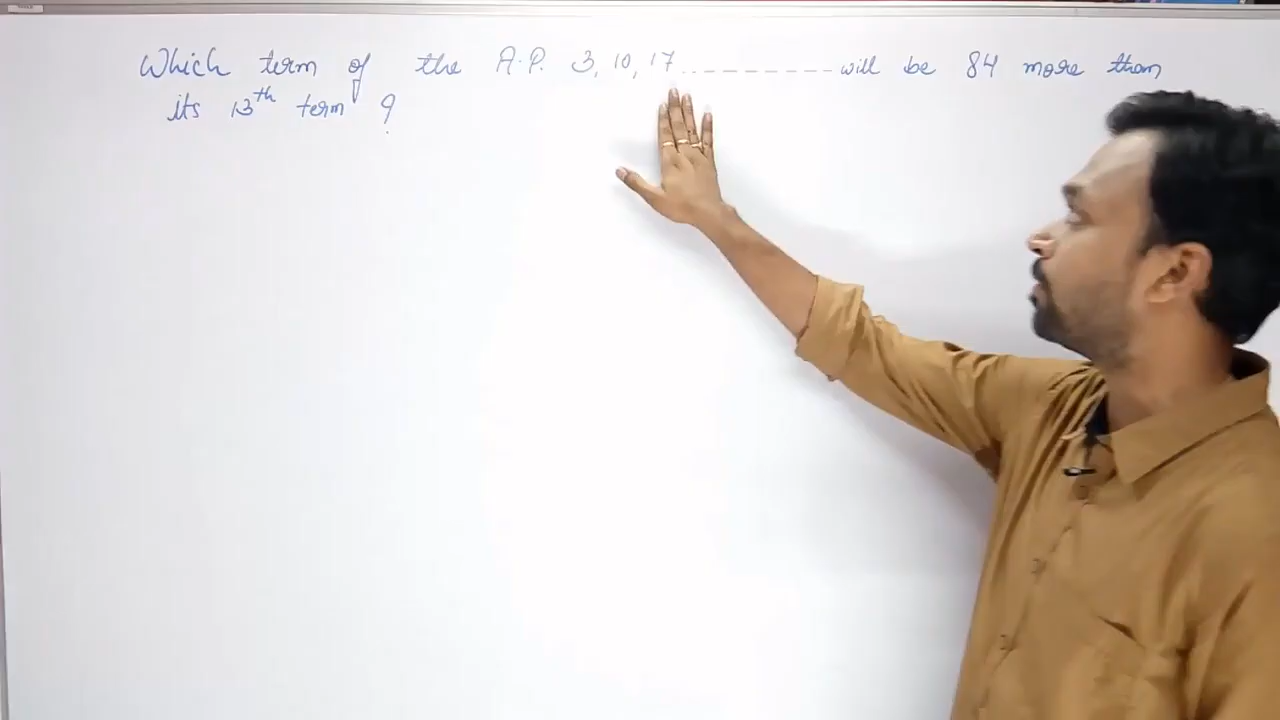 Which term of the A.P. 3, 10, 17 --------- will be 84 more than
its 13th term ?